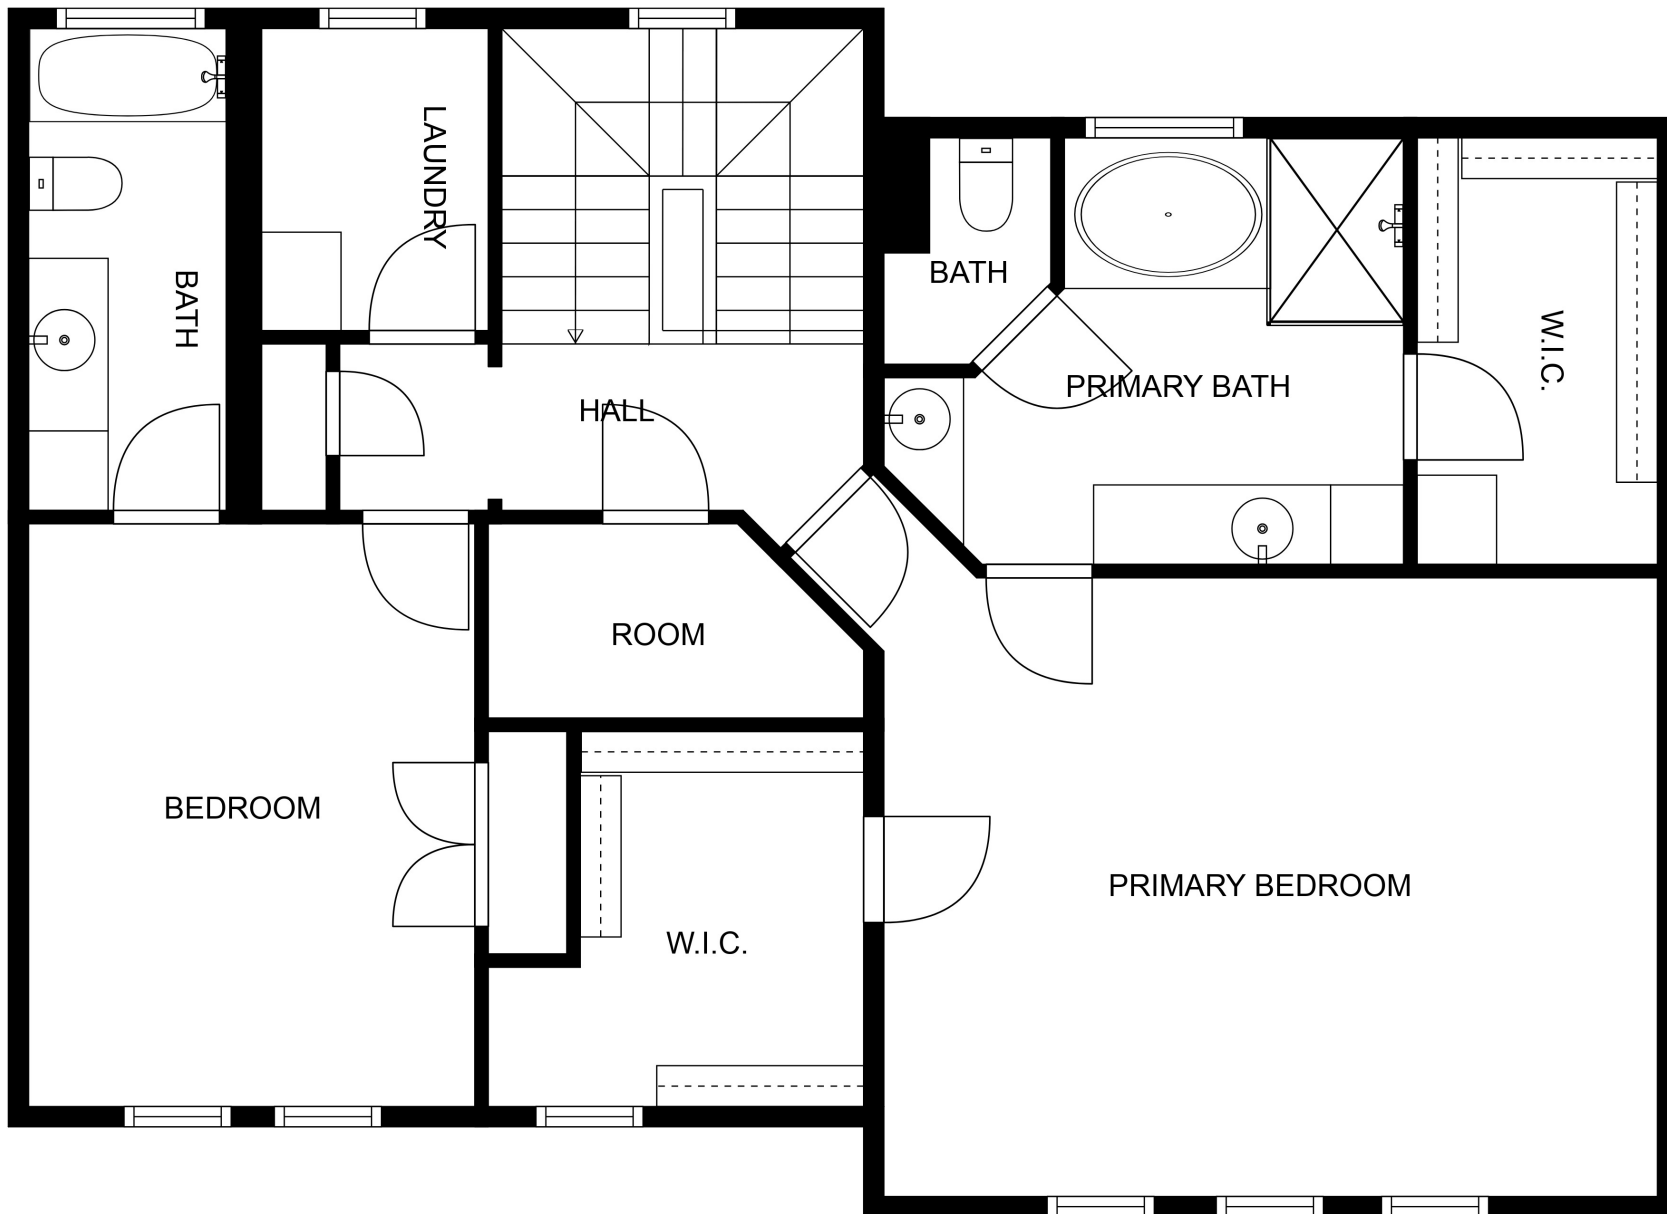 LAUNDRY
BATH
BATH
W.I.C.
PRIMARY BATH
HALL
ROOM
BEDROOM
PRIMARY BEDROOM
W.I.C.